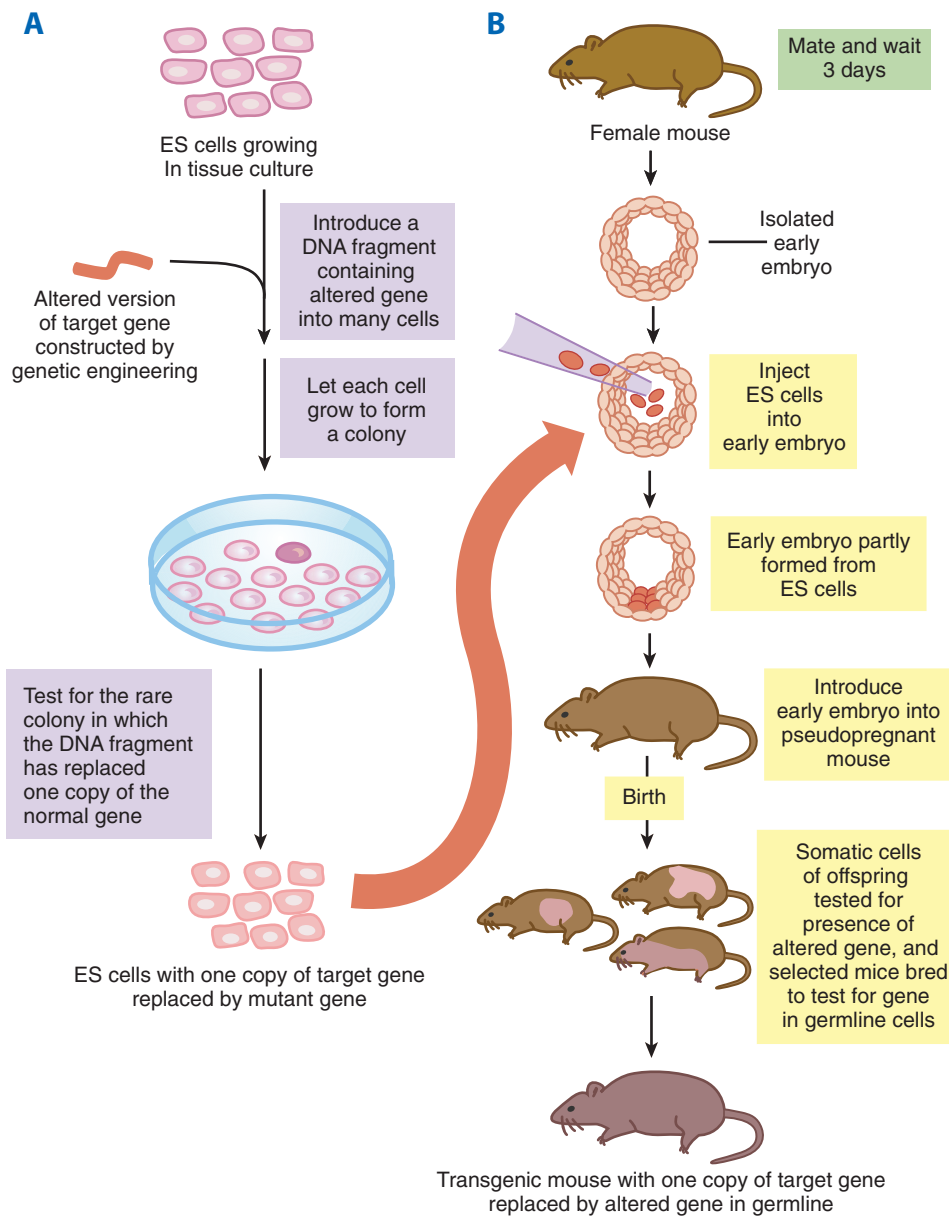 A
ES cells growing
In tissue culture
Introduce a
DNA fragment
containing
altered gene
into many cells
Altered version
of target gene
constructed by
genetic engineering
Let each cell
grow to form
a colony
Test for the rare
colony in which
the DNA fragment
has replaced
one copy of the
normal gene
ES cells with one copy of target gene
replaced by mutant gene
B
Mate and wait
3 days
Female mouse
Isolated
early
embryo
Inject
ES cells
into
early embryo
Early embryo partly
formed from
ES cells
Introduce
early embryo into
pseudopregnant
mouse
Birth
Somatic cells
of offspring
tested for
presence of
altered gene, and
selected mice bred
to test for gene
in germline cells
Transgenic mouse with one copy of target gene
replaced by altered gene in germline